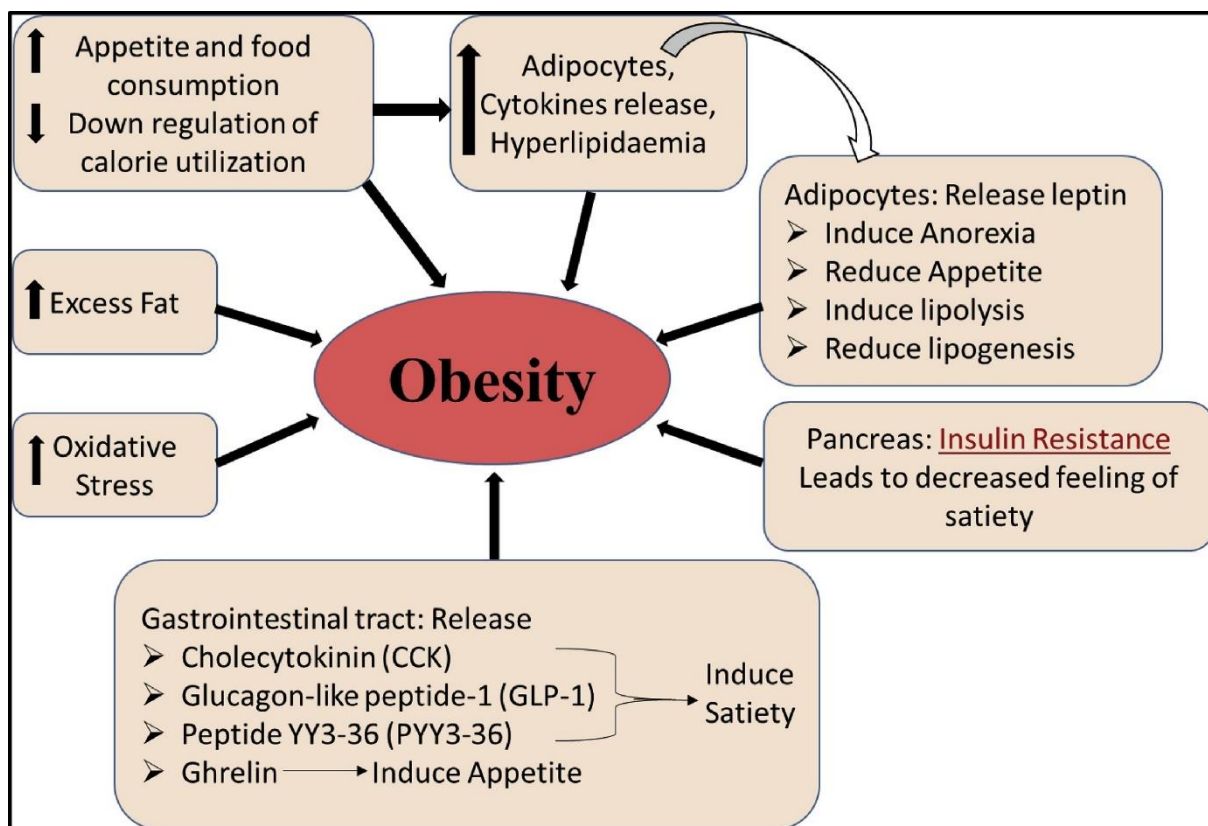 Appetite and food
consumption
Down regulation of
calorie utilization
Adipocytes,
Cytokines release,
Hyperlipidaemia
Adipocytes: Release leptin
➢ Induce Anorexia
➢ Reduce Appetite
➢ Induce lipolysis
➢ Reduce lipogenesis
Excess Fat
Obesity
Oxidative
Stress
Pancreas: Insulin Resistance
Leads to decreased feeling of
satiety
Gastrointestinal tract: Release
➢ Cholecytokinin (CCK)
➢ Glucagon-like peptide-1 (GLP-1)
➢ Peptide YY3-36 (PYY3-36)
➢ Ghrelin
Induce Appetite
Induce
Satiety